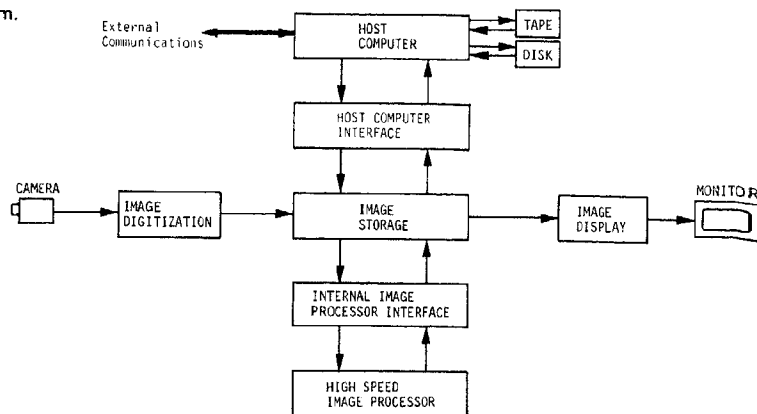 m.
External
Communications
HOST
COMPUTER
TAPE
DISK
HOST COMPUTER
INTERFACE
CAMERA
IMAGE
DIGITIZATION
IMAGE
STORAGE
IMAGE
DISPLAY
MONITOR
INTERNAL IMAGE
PROCESSOR INTERFACE
HIGH SPEED
IMAGE PROCESSOR